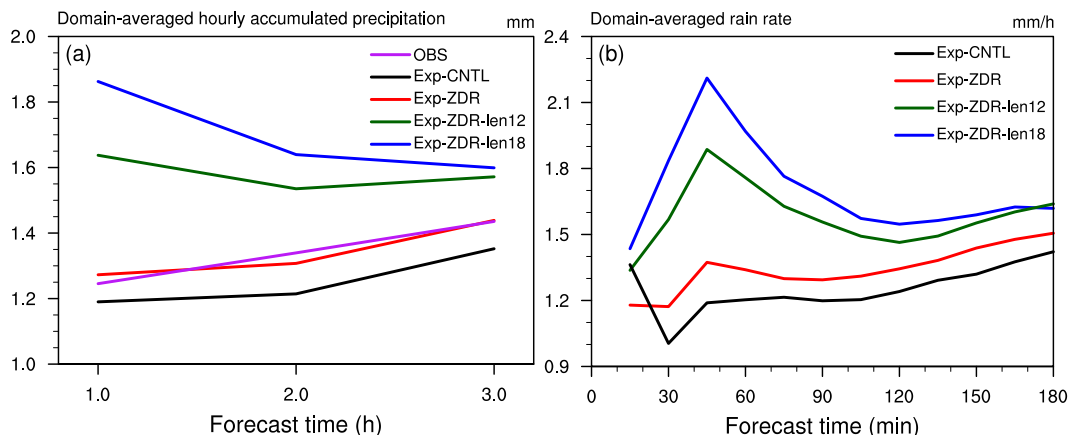 Domain-averaged hourly accumulated precipitation mm
(a)
OBS
Exp-CNTL
Exp-ZDR
Exp-ZDR-len12
Exp-ZDR-len18
2.0
1.8
1.6
1.4
1.2
1.0
1.0 2.0 3.0
Forecast time (h)
Domain-averaged rain rate mm/h
(b)
Exp-CNTL
Exp-ZDR
Exp-ZDR-len12
Exp-ZDR-len18
2.4
2.1
1.8
1.5
1.2
0.9
0 30 60 90 120 150 180
Forecast time (min)